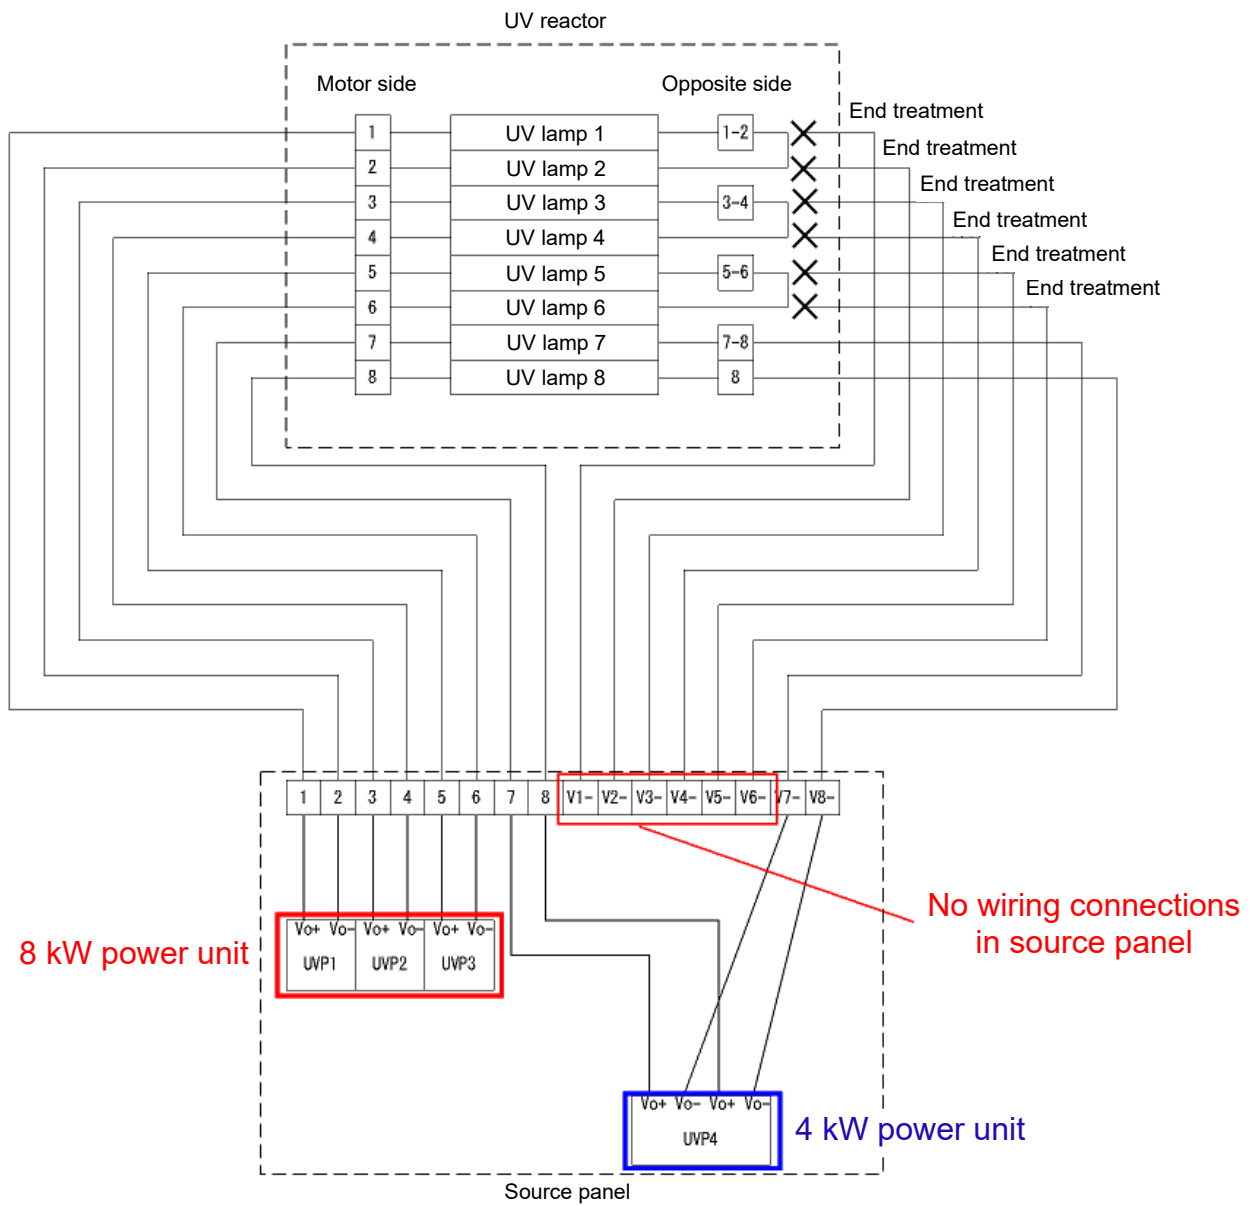 UV reactor
Motor side
Opposite side
End treatment
1
UV lamp 1
1-2
End treatment
2
UV lamp 2
End treatment
3
UV lamp 3
3-4
End treatment
4
UV lamp 4
End treatment
5
UV lamp 5
5-6
End treatment
6
UV lamp 6
7
UV lamp 7
7-8
8
UV lamp 8
8
1 2 3 4 5 6 7 8 V1- V2- V3- V4- V5- V6- V7- V8-
No wiring connections
in source panel
Vo+ Vo- Vo+ Vo- Vo+ Vo-
8 kW power unit
UVP1 UVP2 UVP3
Vo+ Vo- Vo+ Vo-
4 kW power unit
UVP4
Source panel